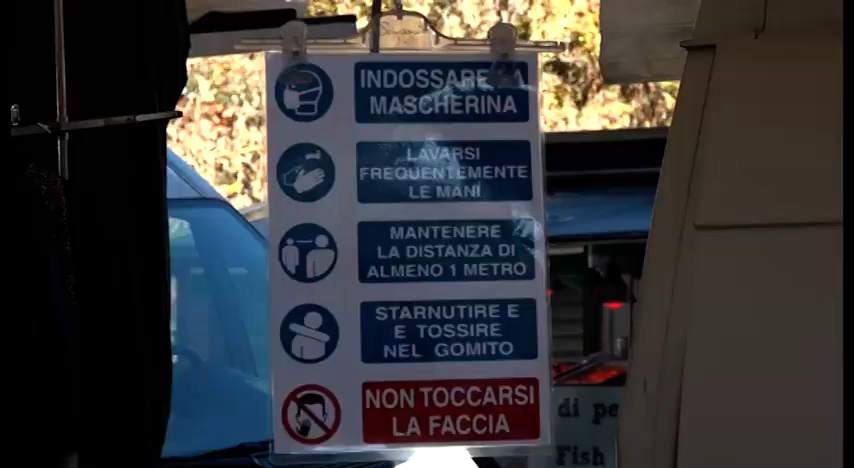 INDOSSARE LA
MASCHERINA
LAVARSI
FREQUENTEMENTE
LE MANI
MANTENERE
LA DISTANZA DI
ALMENO 1 METRO
STARNUTIRE E
E TOSSIRE
NEL GOMITO
NON TOCCARSI
LA FACCIA
di pe
Fish